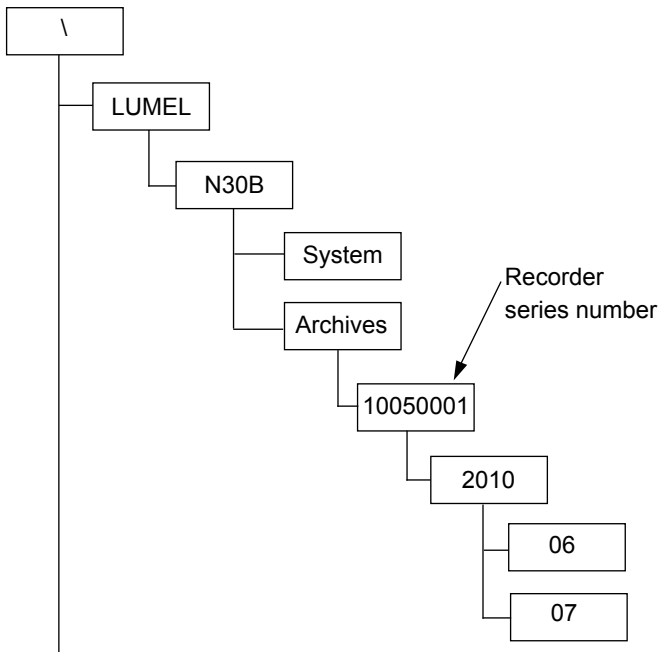 \
LUMEL
N30B
System
Recorder
series number
Archives
10050001
2010
06
07